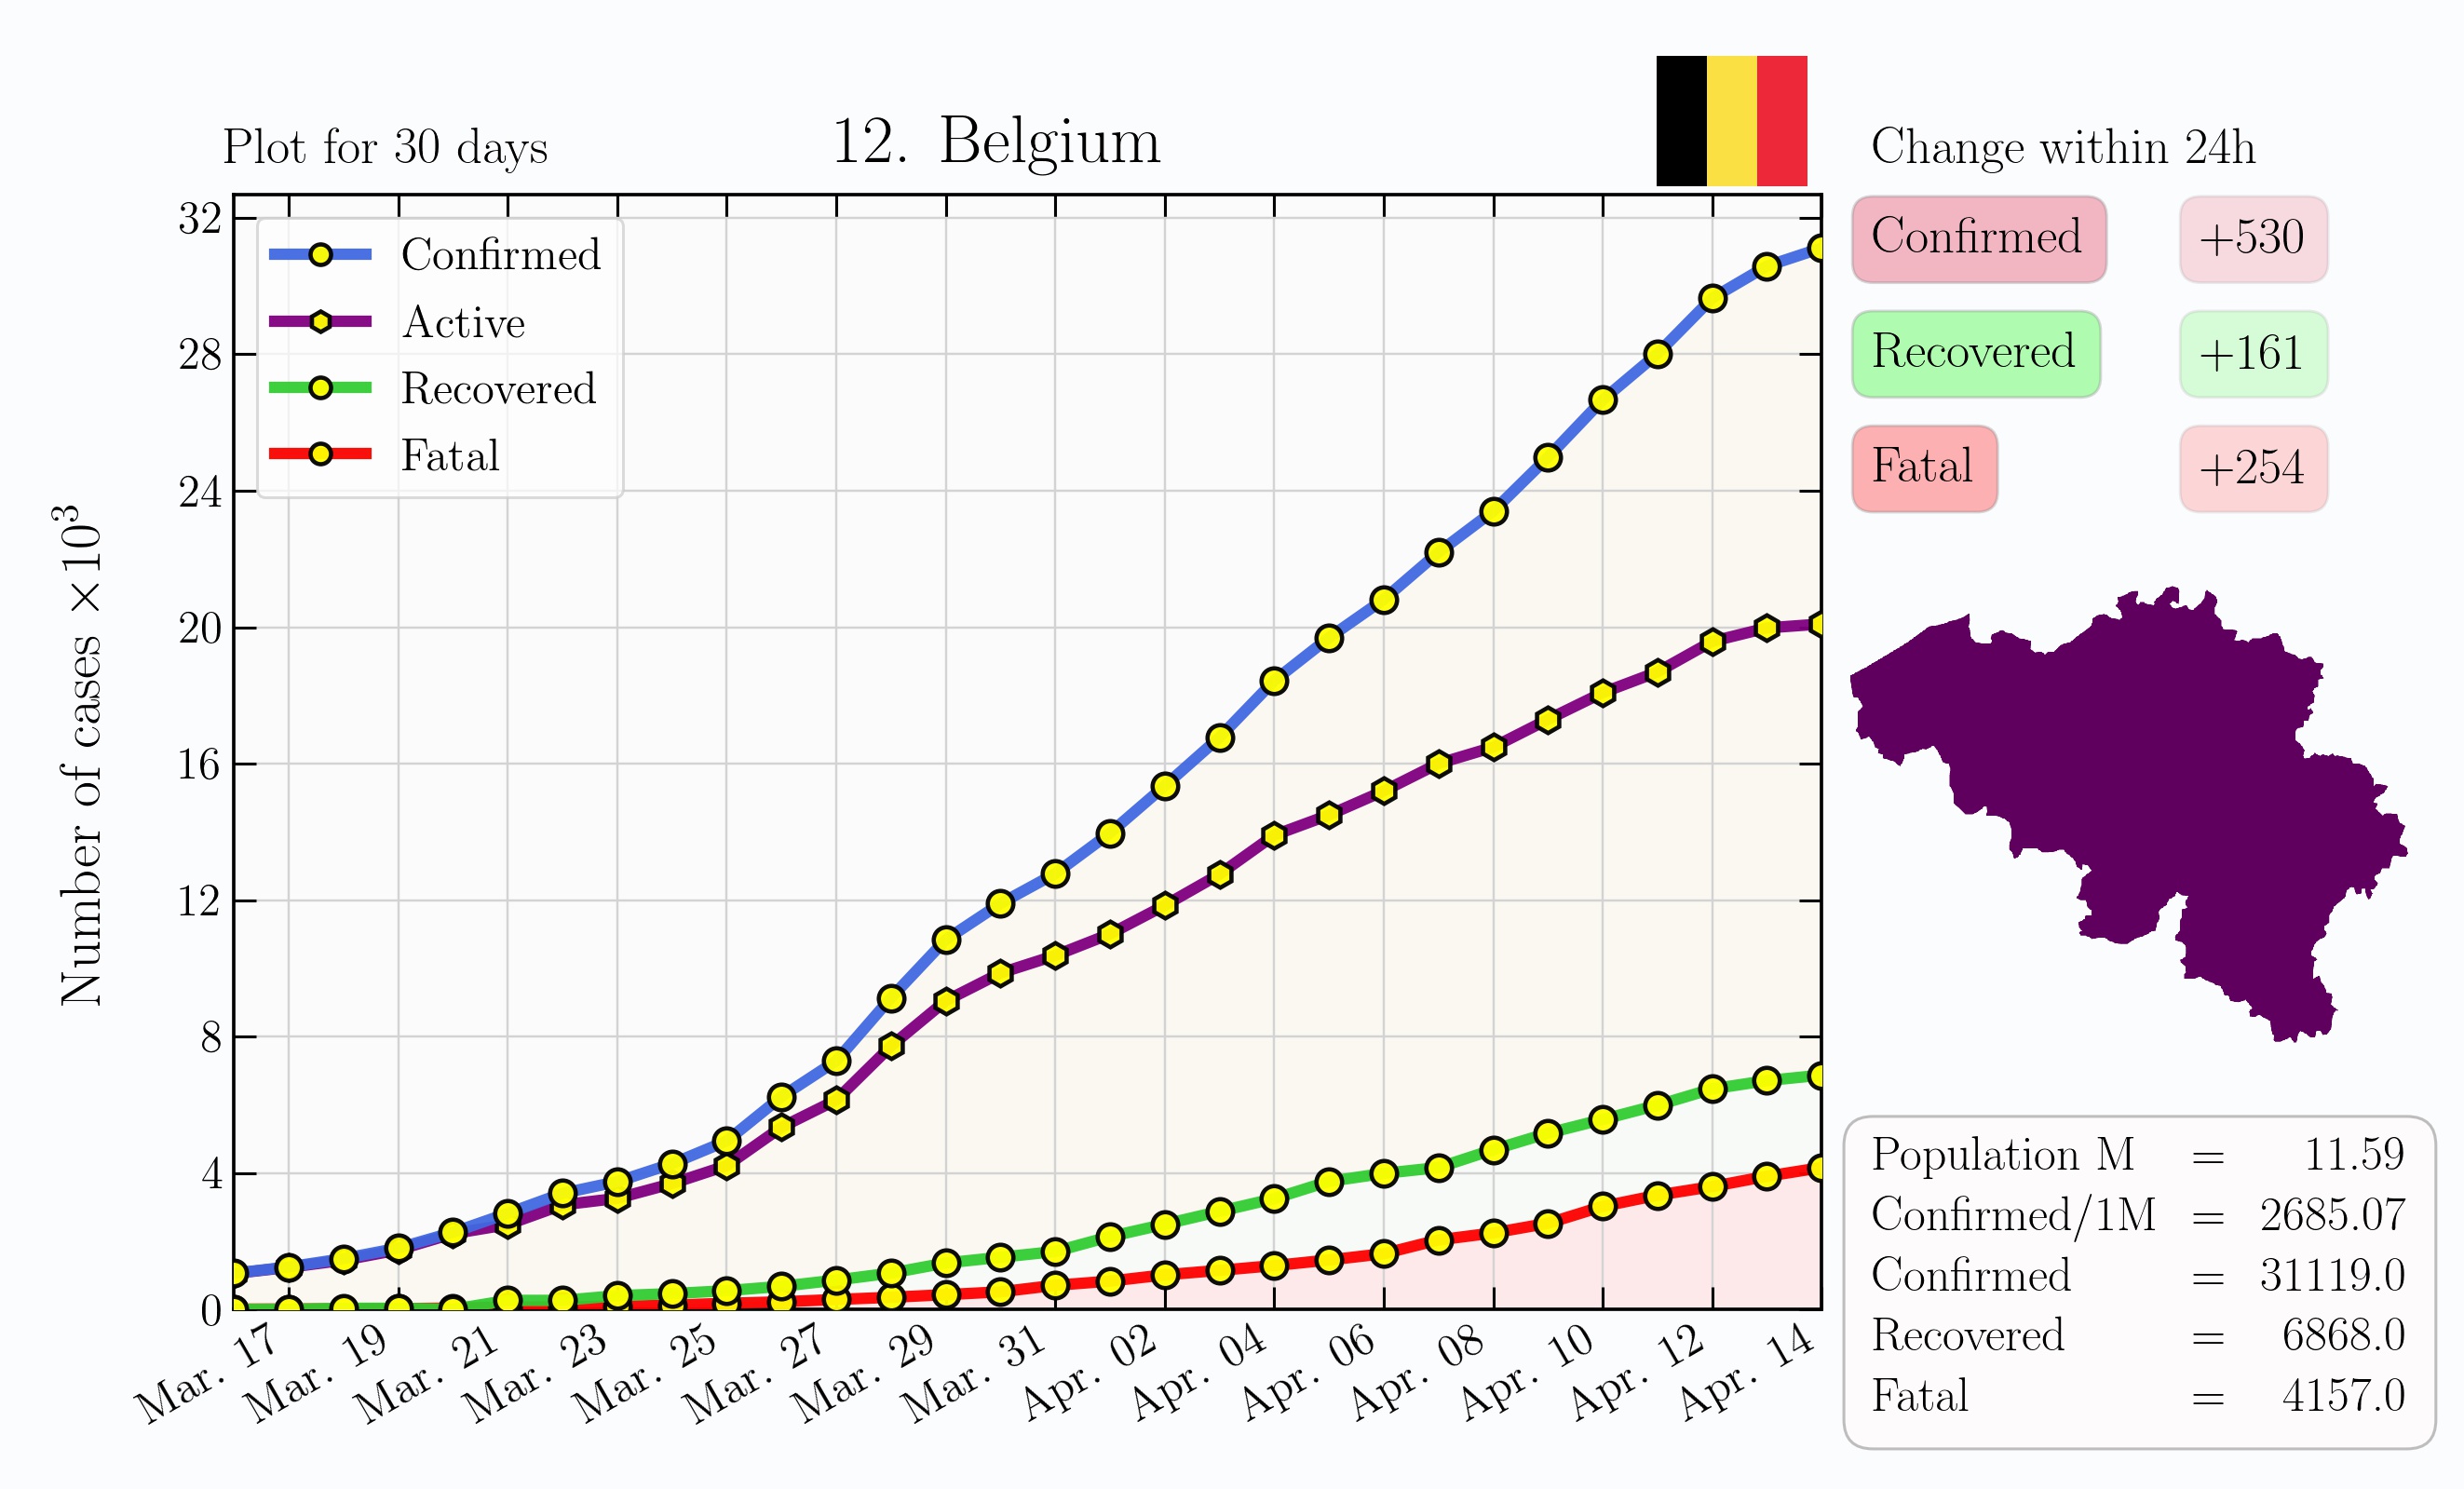 Plot for 30 days
12. Belgium
Change within 24h
Confirmed +530
Recovered +161
Fatal +254
Confirmed
Active
Recovered
Fatal
Number of cases ×10³
32
28
24
20
16
12
8
4
0
Mar. 17
Mar. 19
Mar. 21
Mar. 23
Mar. 25
Mar. 27
Mar. 29
Mar. 31
Apr. 02
Apr. 04
Apr. 06
Apr. 08
Apr. 10
Apr. 12
Apr. 14
Population M = 11.59
Confirmed/1M = 2685.07
Confirmed = 31119.0
Recovered = 6868.0
Fatal = 4157.0